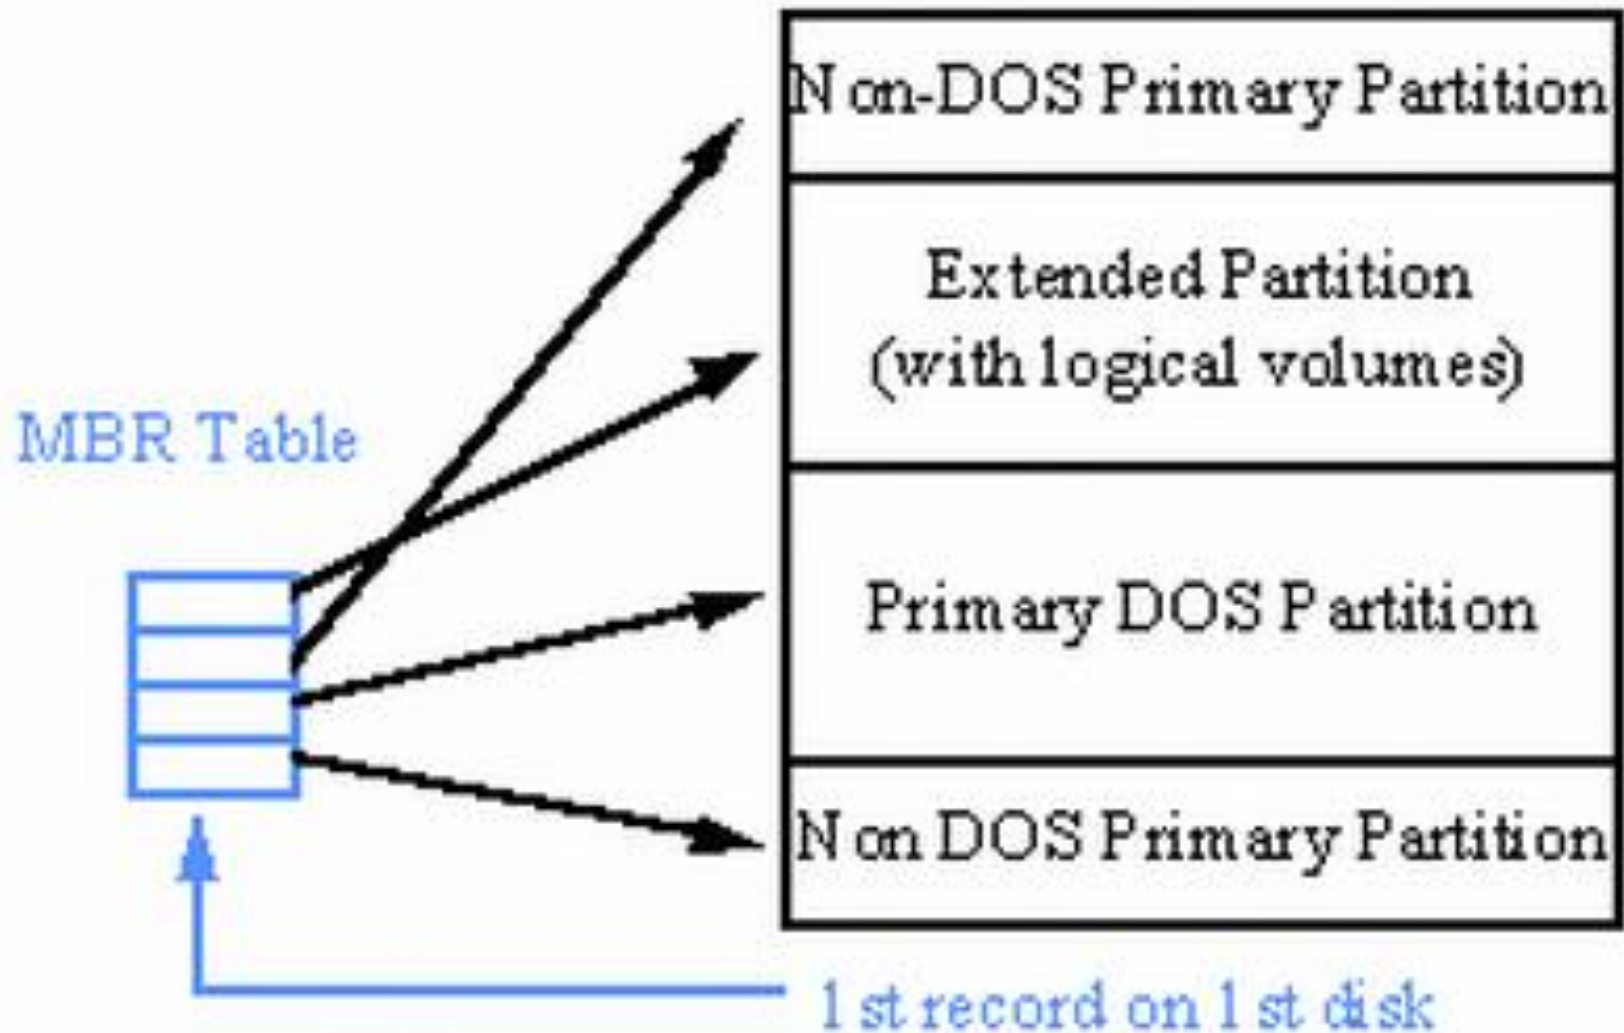 Non-DOS Primary Partition
Extended Partition
(with logical volumes)
MBR Table
Primary DOS Partition
Non DOS Primary Partition
1st record on 1st disk